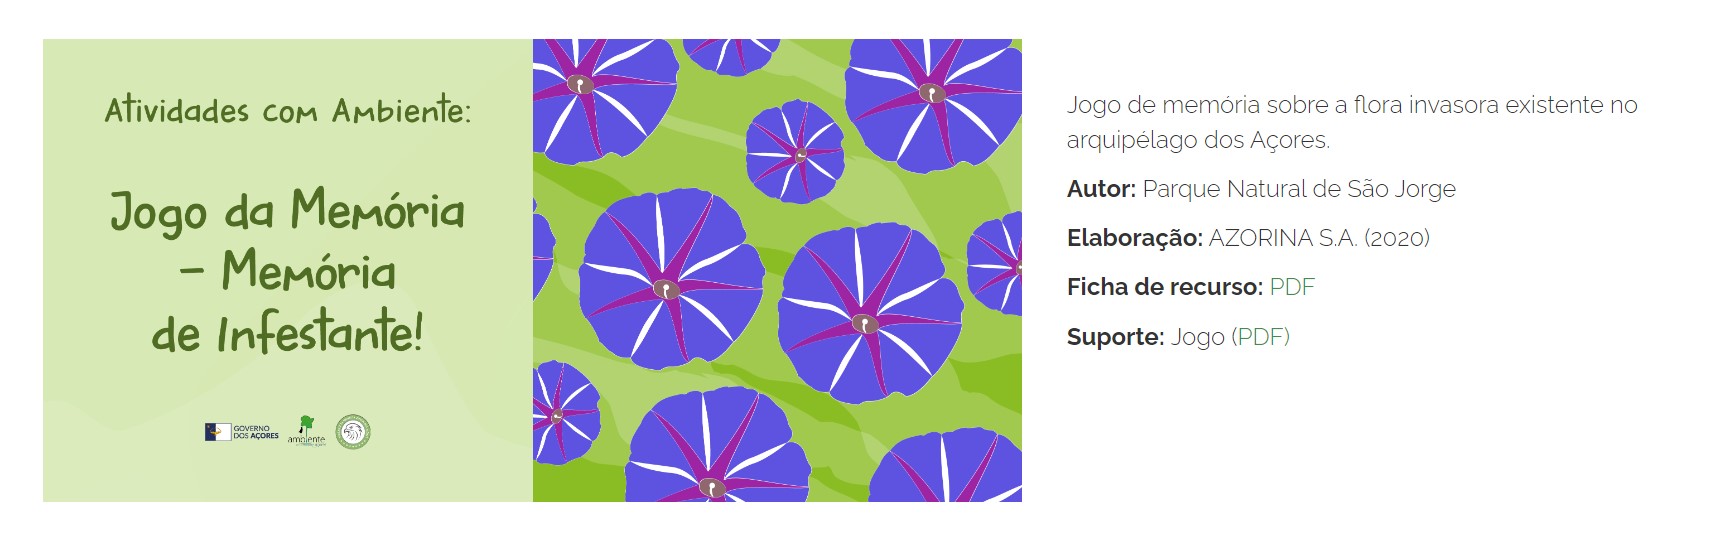 Atividades com Ambiente:
Jogo da Memória
– Memória
de Infestante!
GOVERNO
DOS AÇORES
ambiente
Jogo de memória sobre a flora invasora existente no
arquipélago dos Açores.
Autor: Parque Natural de São Jorge
Elaboração: AZORINA S.A. (2020)
Ficha de recurso: PDF
Suporte: Jogo (PDF)